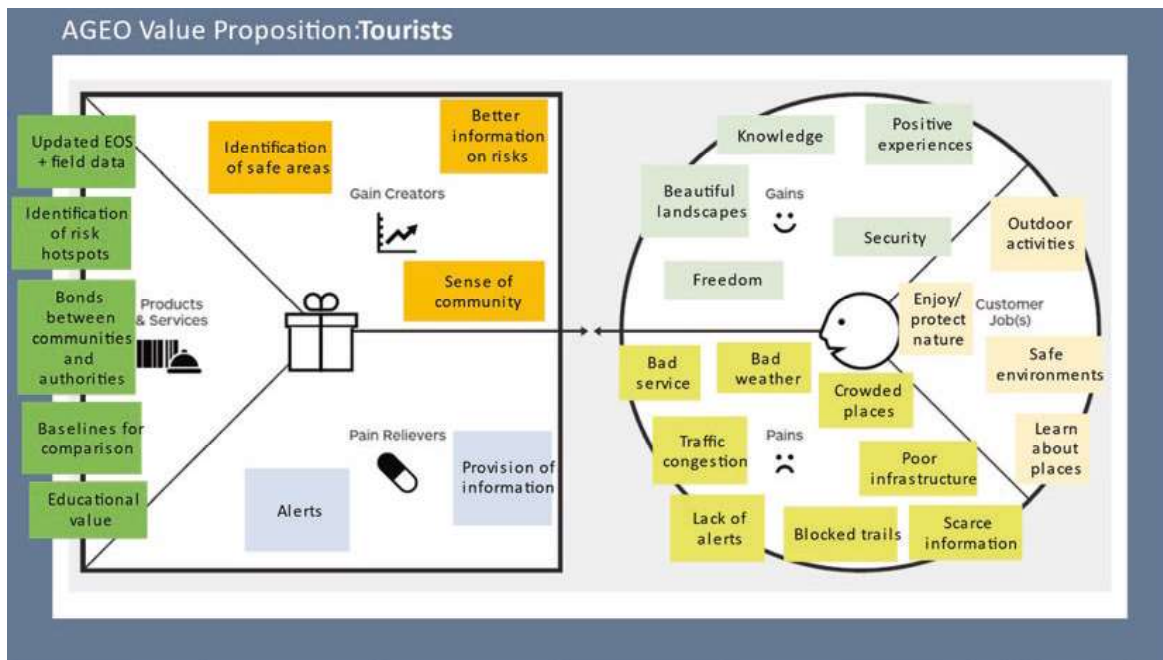 AGEO Value Proposition:Tourists
Updated EOS
+ field data
Identification
of risk
hotspots
Bonds
between
communities
and
authorities
Baselines for
comparison
Educational
value
Products
& Services
Identification
of safe areas
Better
information
on risks
Gain Creators
Sense of
community
Pain Relievers
Alerts
Provision of
information
Knowledge
Positive
experiences
Beautiful
landscapes
Gains
Security
Freedom
Outdoor
activities
Enjoy/
protect
nature
Customer
Job(s)
Safe
environments
Learn
about
places
Bad
service
Bad
weather
Crowded
places
Traffic
congestion
Pains
Poor
infrastructure
Lack of
alerts
Blocked trails
Scarce
information